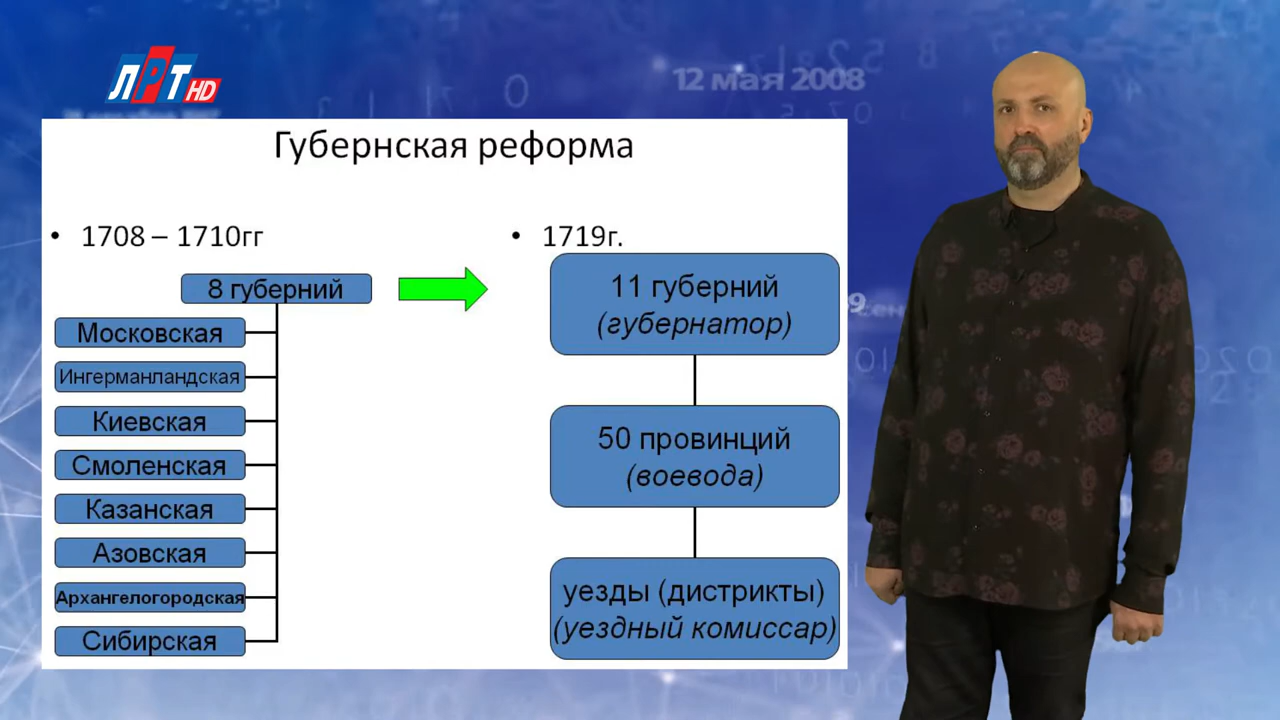 ЛРТ HD
12 мая 2008
Губернская реформа
• 1708 – 1710гг
8 губерний
Московская
Ингерманландская
Киевская
Смоленская
Казанская
Азовская
Архангелогородская
Сибирская
• 1719г.
11 губерний
(губернатор)
50 провинций
(воевода)
уезды (дистрикты)
(уездный комиссар)